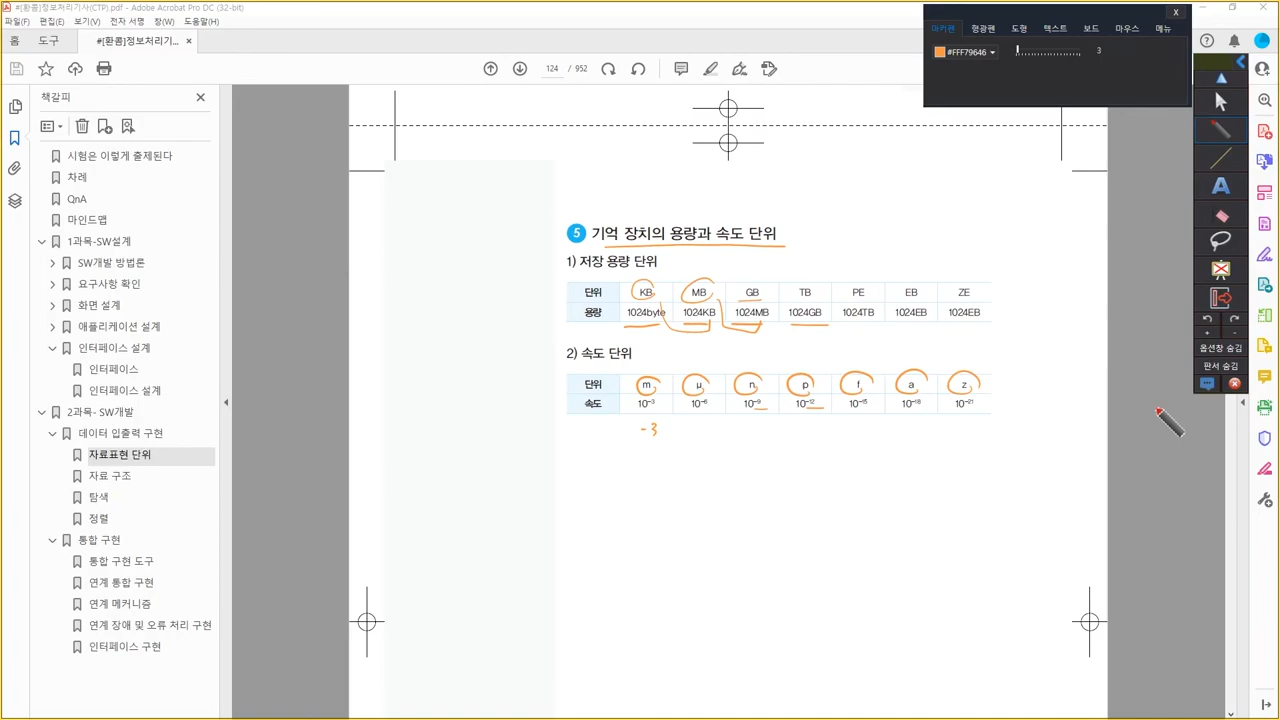 #[환콤]정보처리기사(CTP).pdf - Adobe Acrobat Pro DC (32-bit)
파일(F) 편집(E) 보기(V) 전자 서명 창(W) 도움말(H)
홈 도구 #[환콤]정보처리기... ×
124 / 952
X
마카펜 형광펜 도형 텍스트 보드 마우스 메뉴
#FFF79646 3
책갈피
시험은 이렇게 출제된다
차례
QnA
마인드맵
1과목-SW설계
SW개발 방법론
요구사항 확인
화면 설계
애플리케이션 설계
인터페이스 설계
인터페이스
인터페이스 설계
2과목- SW개발
데이터 입출력 구현
자료표현 단위
자료 구조
탐색
정렬
통합 구현
통합 구현 도구
연계 통합 구현
연계 메커니즘
연계 장애 및 오류 처리 구현
인터페이스 구현
5 기억 장치의 용량과 속도 단위
1) 저장 용량 단위
단위 KB MB GB TB PE EB ZE
용량 1024byte 1024KB 1024MB 1024GB 1024TB 1024EB 1024EB
2) 속도 단위
단위 m μ n p f a z
속도 10⁻³ 10⁻⁶ 10⁻⁹ 10⁻¹² 10⁻¹⁵ 10⁻¹⁸ 10⁻²¹
-3
A
+ -
옵션창 숨김
판서 숨김